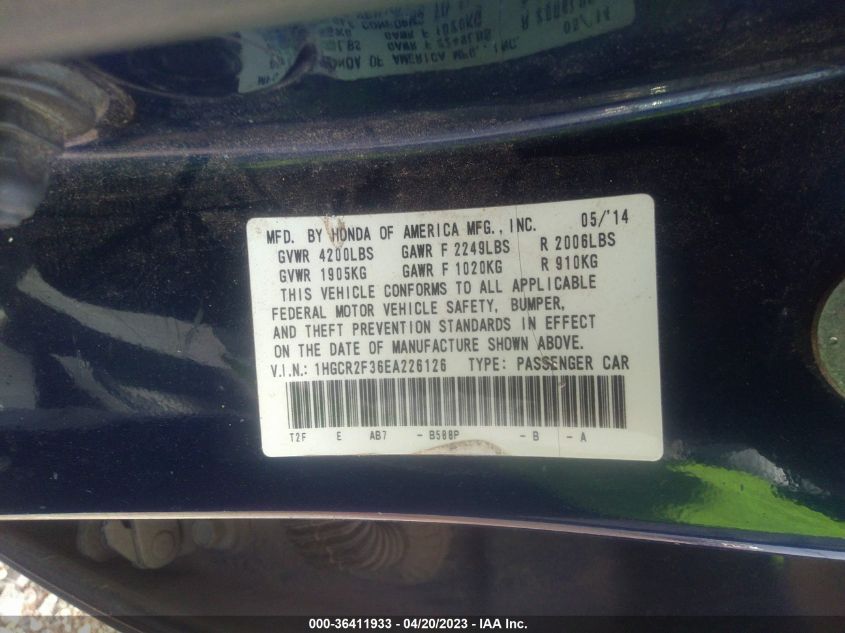 MFD. BY HONDA OF AMERICA MFG., INC. 05/'14
GVWR 4200LBS GAWR F 2249LBS R 2006LBS
GVWR 1905KG GAWR F 1020KG R 910KG
THIS VEHICLE CONFORMS TO ALL APPLICABLE
FEDERAL MOTOR VEHICLE SAFETY, BUMPER,
AND THEFT PREVENTION STANDARDS IN EFFECT
ON THE DATE OF MANUFACTURE SHOWN ABOVE.
V.I.N.: 1HGCR2F36EA226126 TYPE: PASSENGER CAR
T2F E AB7 - B588P - B - A
000-36411933 - 04/20/2023 - IAA Inc.